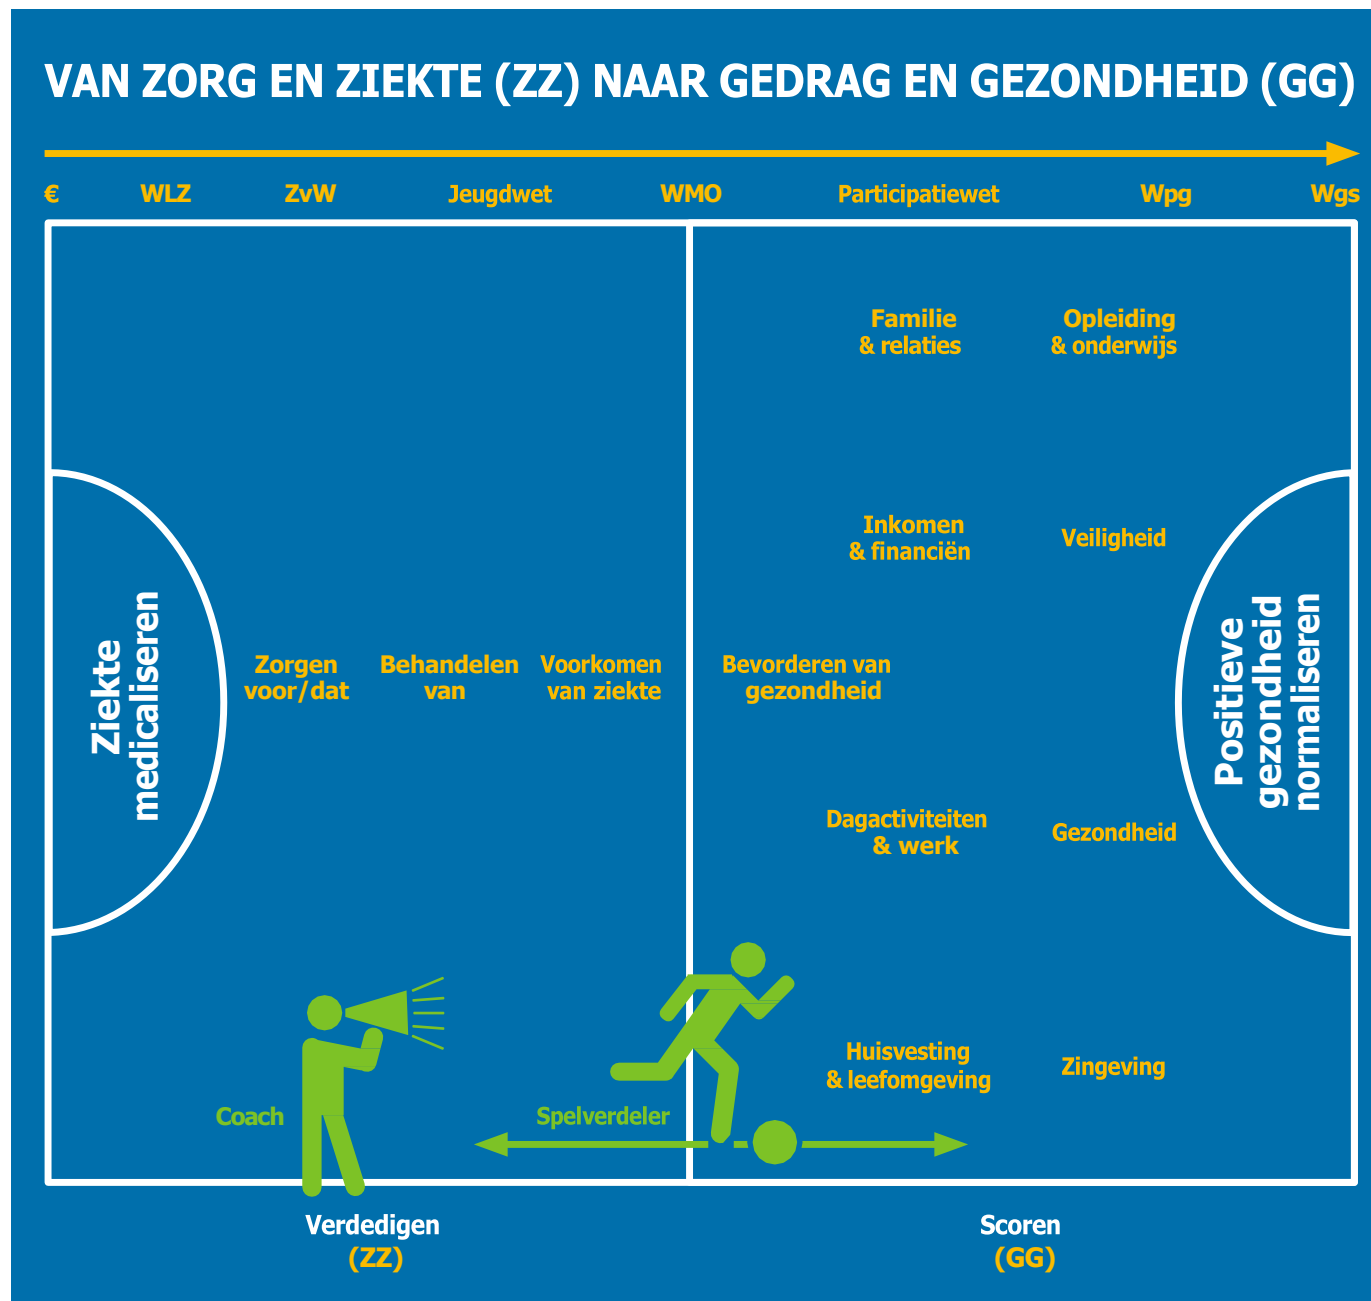 VAN ZORG EN ZIEKTE (ZZ) NAAR GEDRAG EN GEZONDHEID (GG)
€ WLZ ZvW Jeugdwet WMO Participatiewet Wpg Wgs
Familie
& relaties
Opleiding
& onderwijs
Inkomen
& financiën
Veiligheid
Ziekte
medicaliseren
Zorgen
voor/dat
Behandelen
van
Voorkomen
van ziekte
Bevorderen van
gezondheid
Positieve
gezondheid
normaliseren
Dagactiviteiten
& werk
Gezondheid
Huisvesting
& leefomgeving
Zingeving
Coach
Spelverdeler
Verdedigen
(ZZ)
Scoren
(GG)